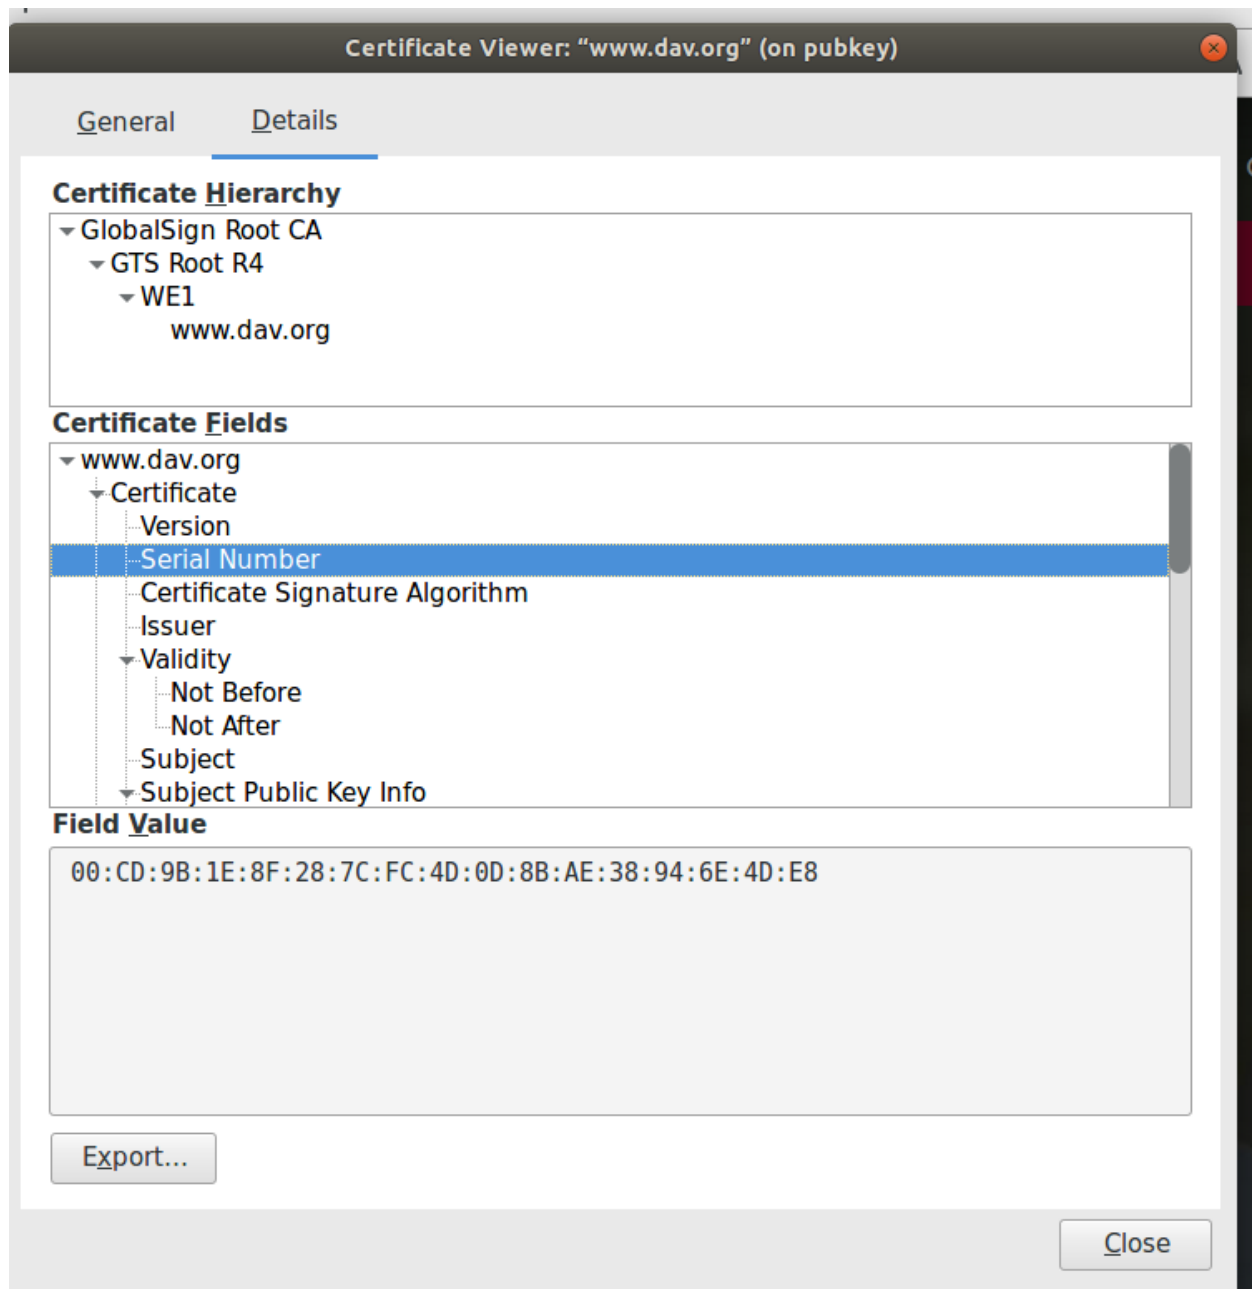 Certificate Viewer: “www.dav.org” (on pubkey)
General Details
Certificate Hierarchy
GlobalSign Root CA
GTS Root R4
WE1
www.dav.org
Certificate Fields
www.dav.org
Certificate
Version
Serial Number
Certificate Signature Algorithm
Issuer
Validity
Not Before
Not After
Subject
Subject Public Key Info
Field Value
00:CD:9B:1E:8F:28:7C:FC:4D:0D:8B:AE:38:94:6E:4D:E8
Export...
Close